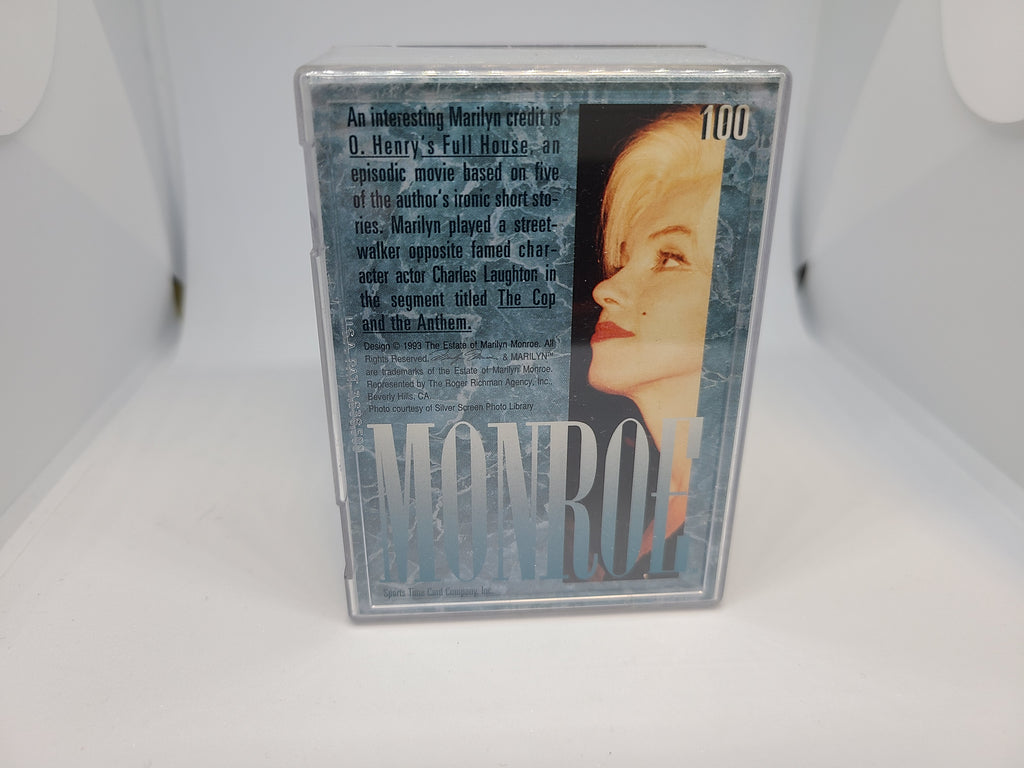 100
An interesting Marilyn credit is
O. Henry's Full House, an
episodic movie based on five
of the author's ironic short sto-
ries. Marilyn played a street-
walker opposite famed char-
acter actor Charles Laughton in
the segment titled The Cop
and the Anthem.
Design © 1993 The Estate of Marilyn Monroe. All
Rights Reserved. & MARILYN™
are trademarks of the Estate of Marilyn Monroe.
Represented by The Roger Richman Agency, Inc.,
Beverly Hills, CA.
Photo courtesy of Silver Screen Photo Library
MONROE
Sports Time Card Company, Inc.